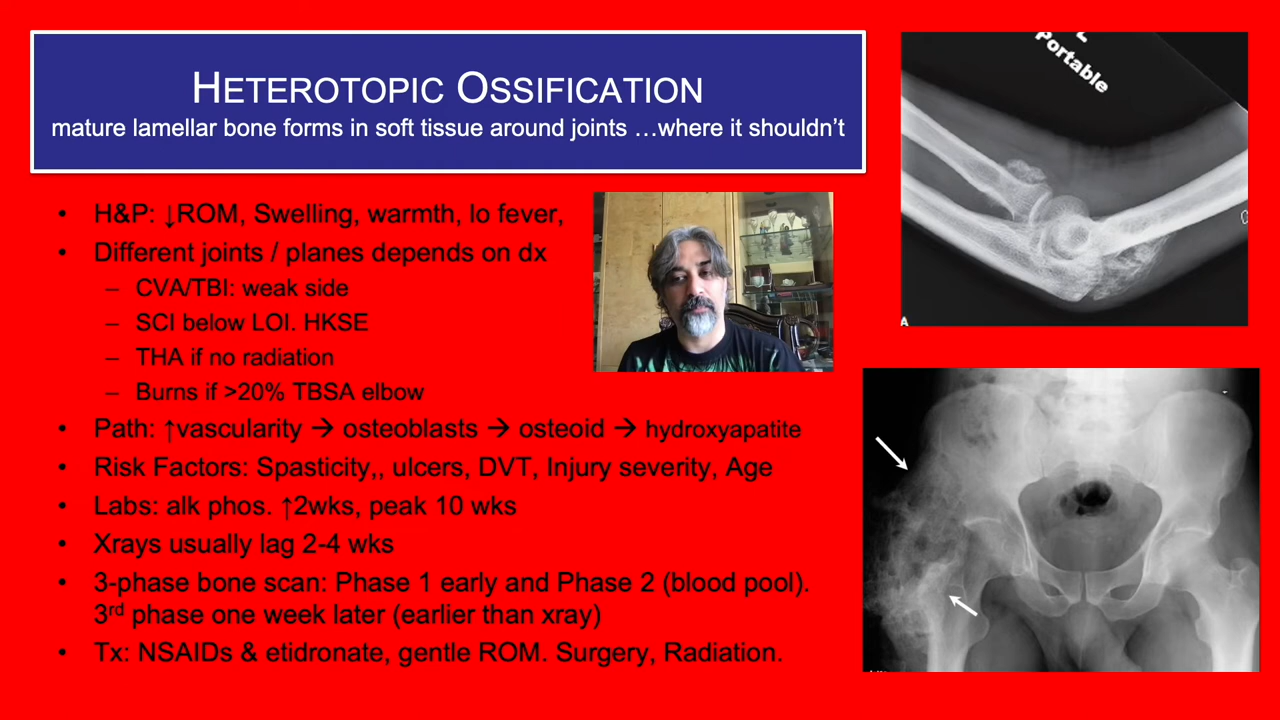 HETEROTOPIC OSSIFICATION
mature lamellar bone forms in soft tissue around joints …where it shouldn't
• H&P: ↓ROM, Swelling, warmth, lo fever,
• Different joints / planes depends on dx
– CVA/TBI: weak side
– SCI below LOI. HKSE
– THA if no radiation
– Burns if >20% TBSA elbow
• Path: ↑vascularity → osteoblasts → osteoid → hydroxyapatite
• Risk Factors: Spasticity,, ulcers, DVT, Injury severity, Age
• Labs: alk phos. ↑2wks, peak 10 wks
• Xrays usually lag 2-4 wks
• 3-phase bone scan: Phase 1 early and Phase 2 (blood pool).
3rd phase one week later (earlier than xray)
• Tx: NSAIDs & etidronate, gentle ROM. Surgery, Radiation.
Portable
A